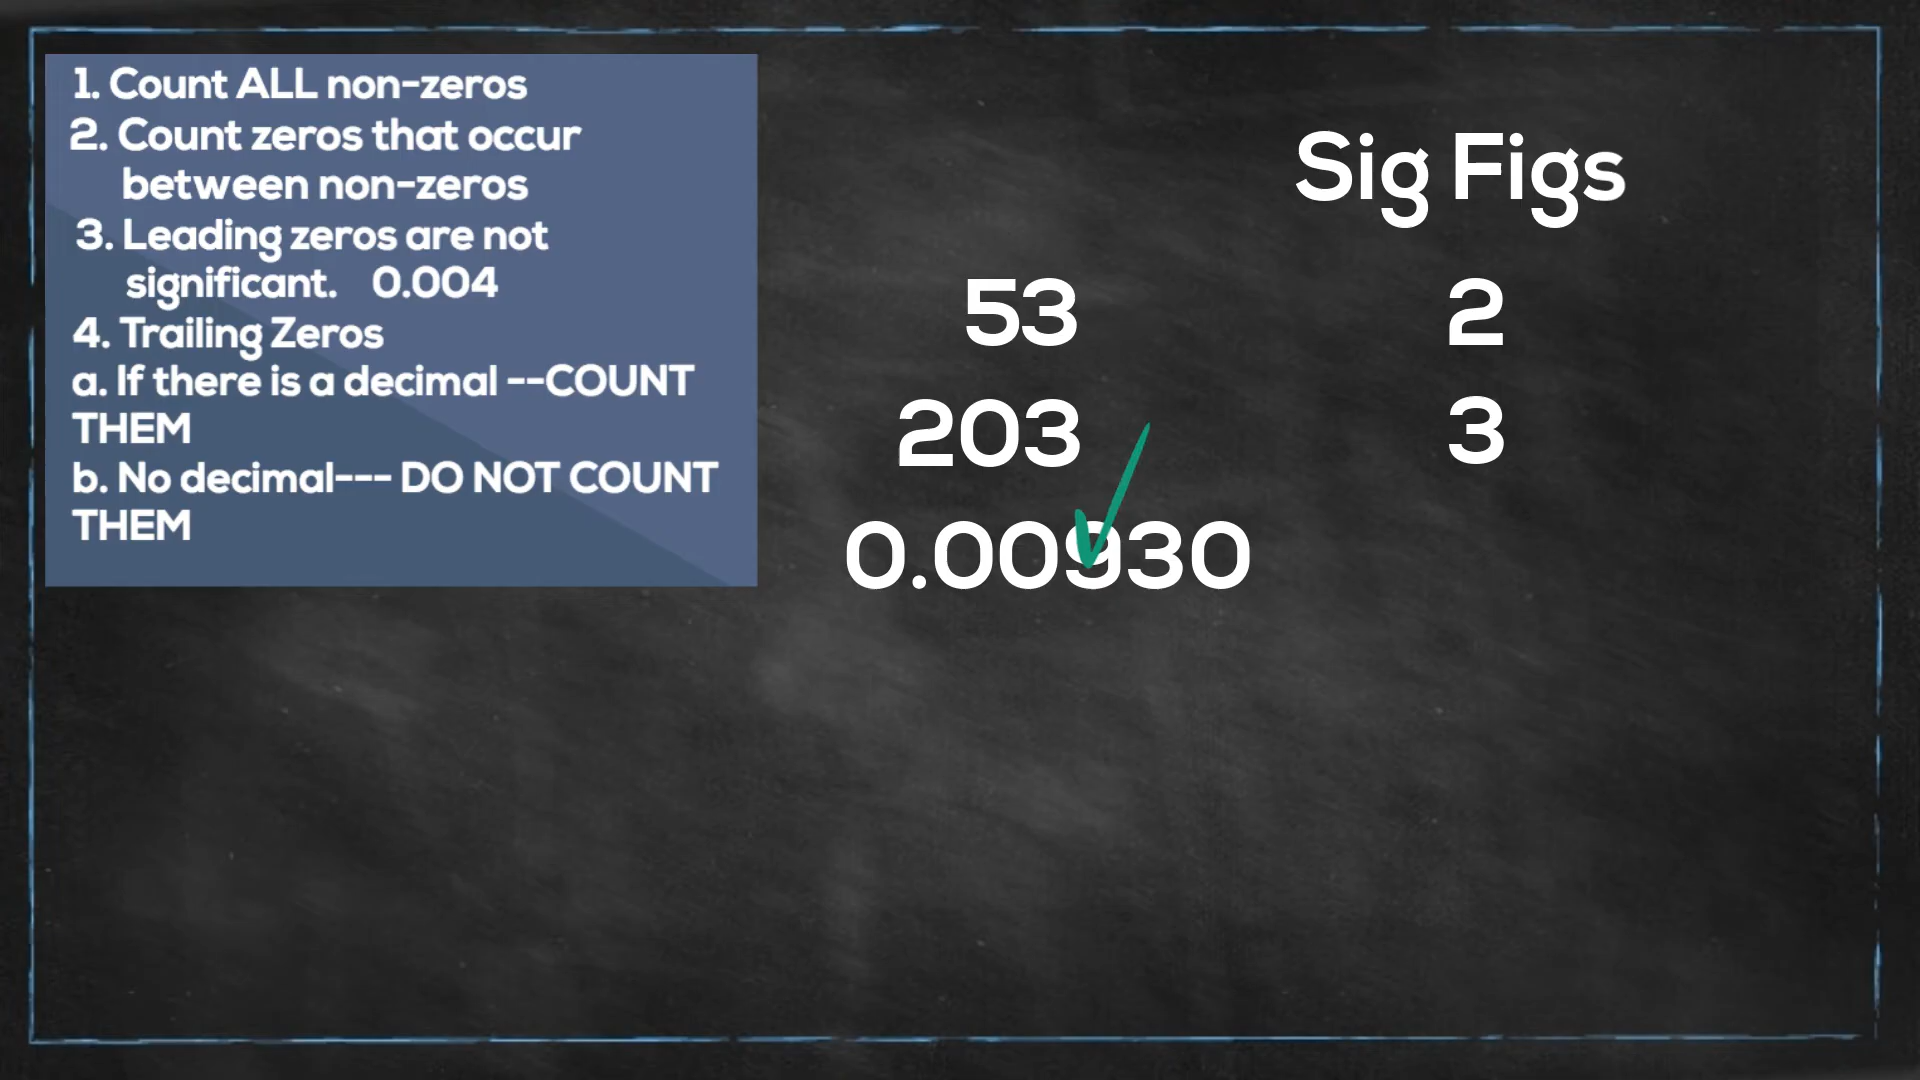 1. Count ALL non-zeros
2. Count zeros that occur
between non-zeros
3. Leading zeros are not
significant. 0.004
4. Trailing Zeros
a. If there is a decimal --COUNT
THEM
b. No decimal--- DO NOT COUNT
THEM
Sig Figs
53 2
203 3
0.00930